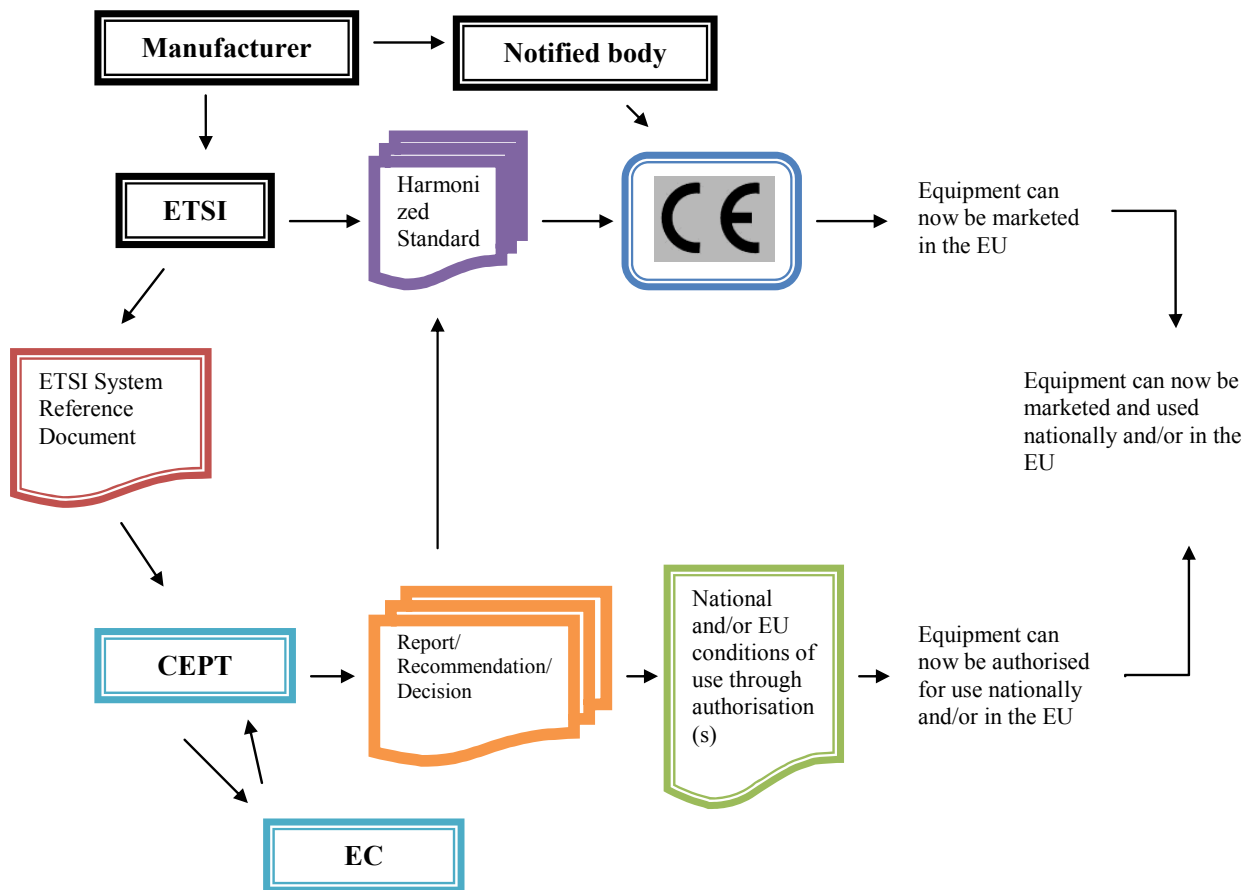 Manufacturer
Notified body
ETSI
Harmoni
zed
Standard
CE
Equipment can
now be marketed
in the EU
ETSI System
Reference
Document
Equipment can now be
marketed and used
nationally and/or in the
EU
CEPT
Report/
Recommendation/
Decision
National
and/or EU
conditions of
use through
authorisation
(s)
Equipment can
now be authorised
for use nationally
and/or in the EU
EC